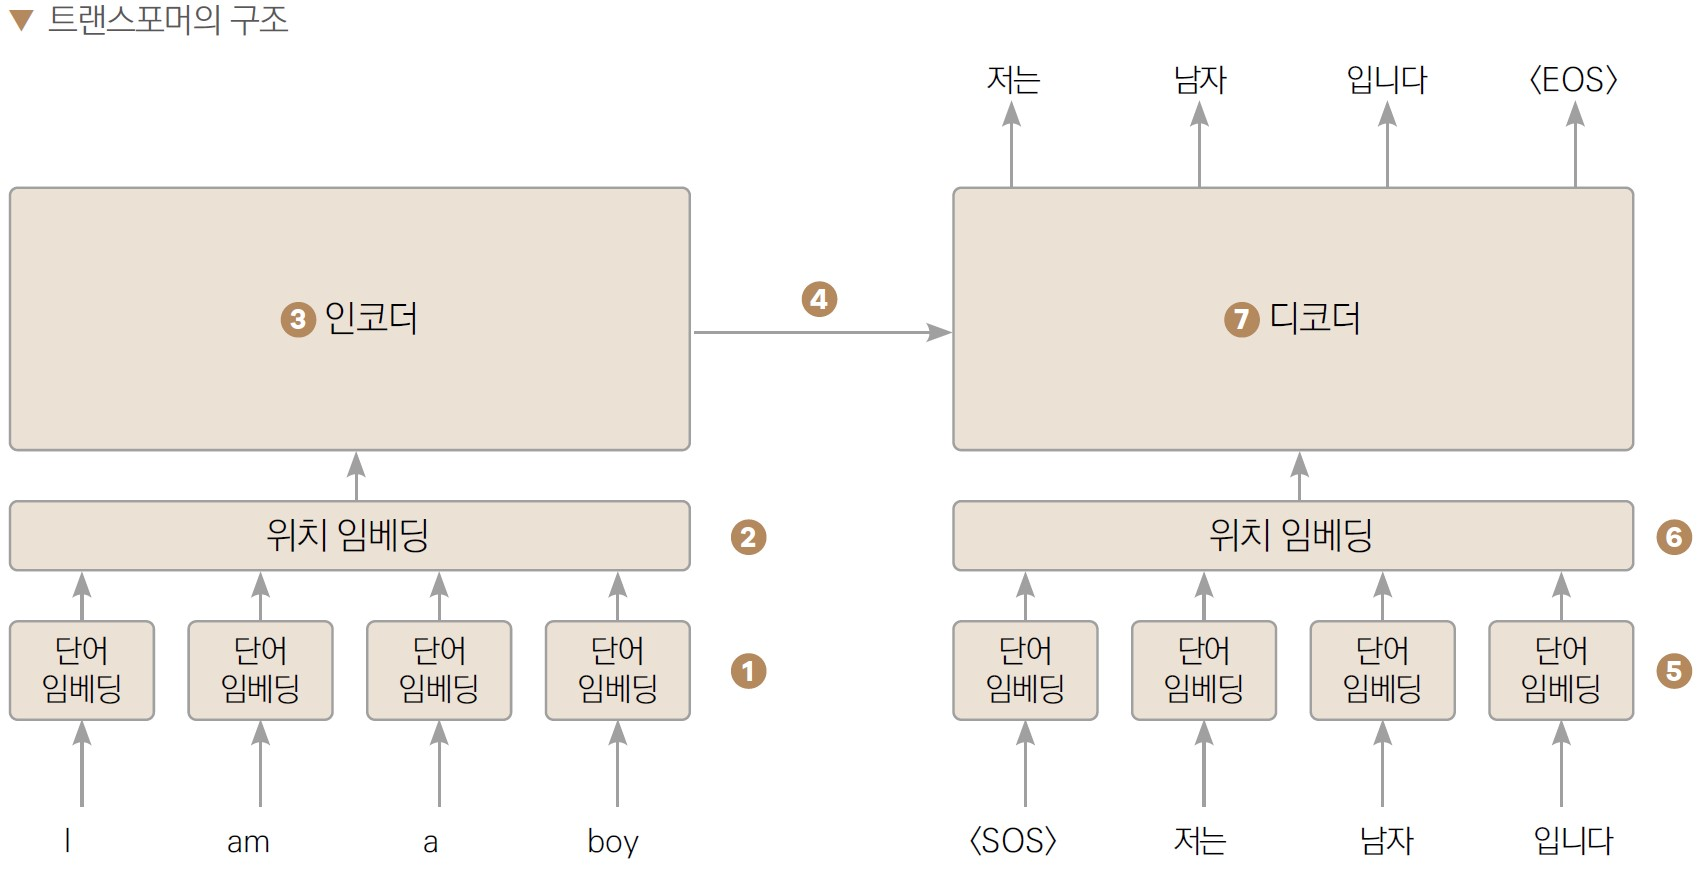 ▼ 트랜스포머의 구조
저는 남자 입니다 〈EOS〉
4
3 인코더
7 디코더
위치 임베딩 2
위치 임베딩 6
단어 임베딩
단어 임베딩
단어 임베딩
단어 임베딩
1
단어 임베딩
단어 임베딩
단어 임베딩
단어 임베딩
5
I am a boy
〈SOS〉 저는 남자 입니다